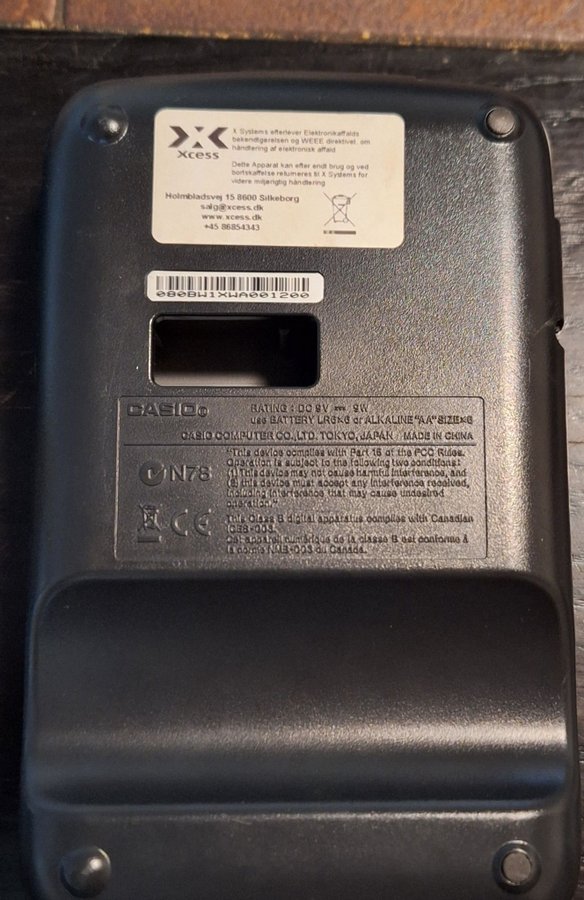 X Systems efterlever Elektronikaffalds
bekendtgørelsen og WEEE direktivet, om
håndtering af elektronisk affald
Xcess
Dette Apparat kan efter endt brug og ved
bortskaffelse returneres til X Systems for
videre miljørigtig håndtering
Holmbladsvej 15 8600 Silkeborg
salg@xcess.dk
www.xcess.dk
+45 86854343
080BW1XWA001200
CASIO
RATING : DC 9V 9W
use BATTERY LR6×6 or ALKALINE "AA" SIZE×6
CASIO COMPUTER CO.,LTD. TOKYO, JAPAN MADE IN CHINA
N78
"This device complies with Part 15 of the FCC Rules.
Operation is subject to the following two conditions:
(1) This device may not cause harmful interference, and
(2) this device must accept any interference received,
including interference that may cause undesired
operation."
CE
This Class B digital apparatus complies with Canadian
ICES-003.
Cet appareil numérique de la classe B est conforme à
la norme NMB-003 du Canada.